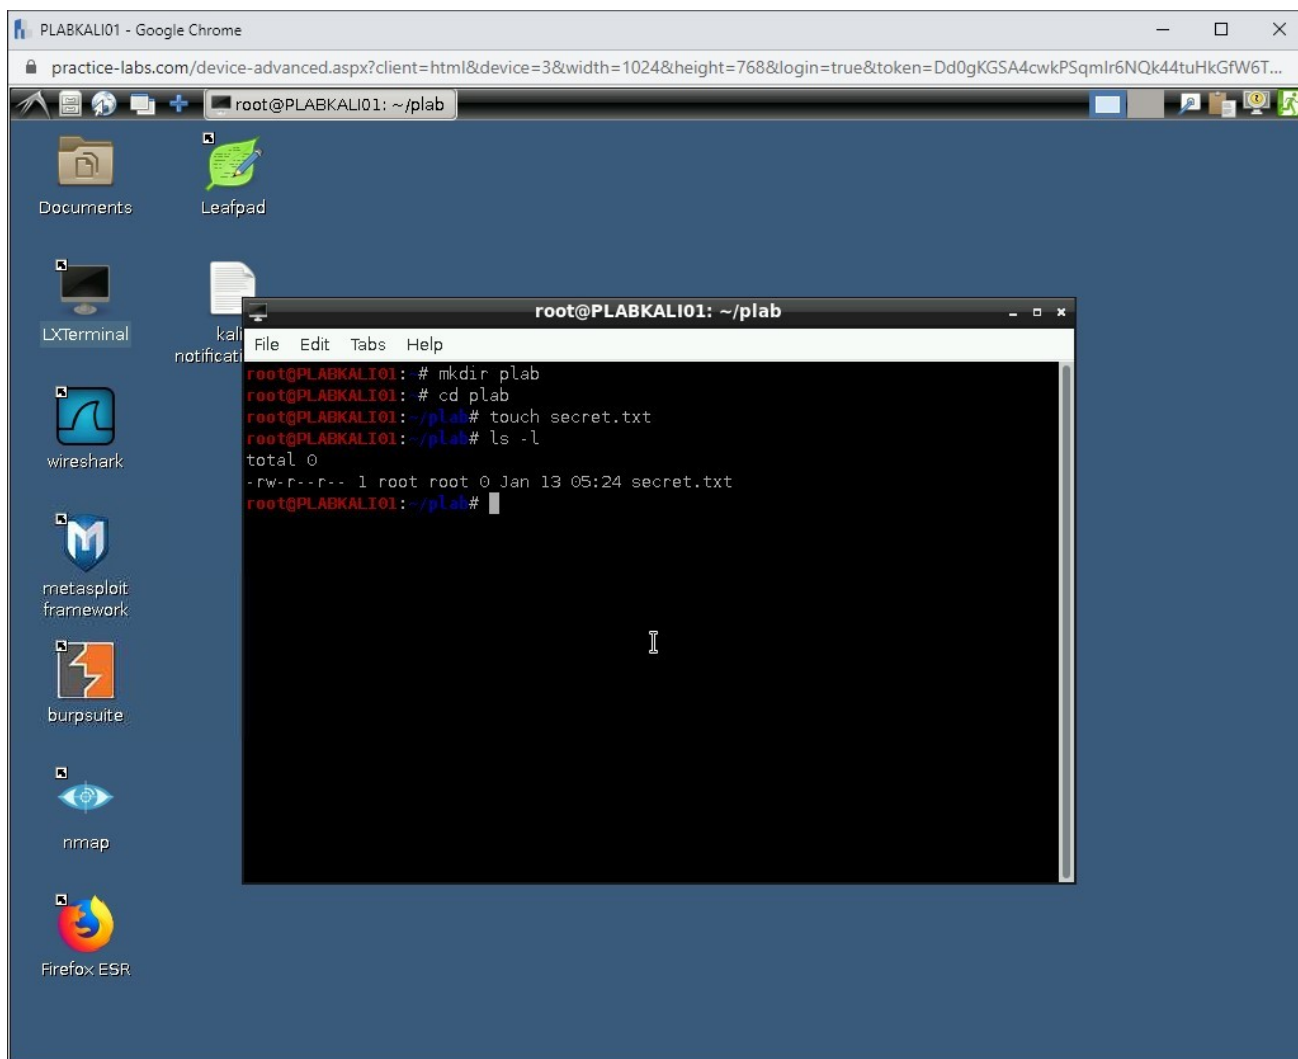 PLABKALI01 - Google Chrome
practice-labs.com/device-advanced.aspx?client=html&device=3&width=1024&height=768&login=true&token=Dd0gKGSA4cwkPSqmIr6NQk44tuHkGfW6T...
root@PLABKALI01: ~/plab
Documents
Leafpad
LXTerminal
kali
notificati
wireshark
metasploit
framework
burpsuite
nmap
Firefox ESR
root@PLABKALI01: ~/plab
File Edit Tabs Help
root@PLABKALI01:~# mkdir plab
root@PLABKALI01:~# cd plab
root@PLABKALI01:~/plab# touch secret.txt
root@PLABKALI01:~/plab# ls -l
total 0
-rw-r--r-- 1 root root 0 Jan 13 05:24 secret.txt
root@PLABKALI01:~/plab#